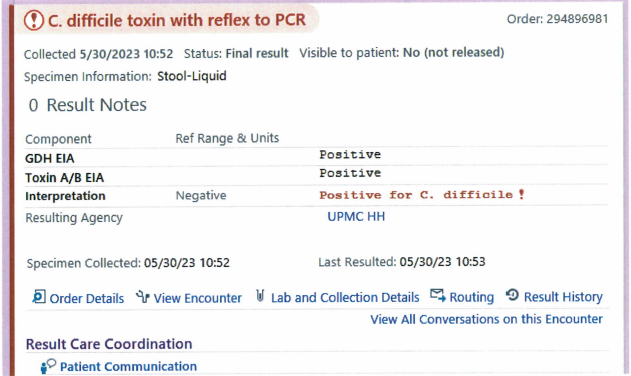 C. difficile toxin with reflex to PCR Order: 294896981
Collected 5/30/2023 10:52 Status: Final result Visible to patient: No (not released)
Specimen Information: Stool-Liquid
0 Result Notes
Component Ref Range & Units
GDH EIA Positive
Toxin A/B EIA Positive
Interpretation Negative Positive for C. difficile !
Resulting Agency UPMC HH
Specimen Collected: 05/30/23 10:52 Last Resulted: 05/30/23 10:53
Order Details View Encounter Lab and Collection Details Routing Result History
View All Conversations on this Encounter
Result Care Coordination
Patient Communication